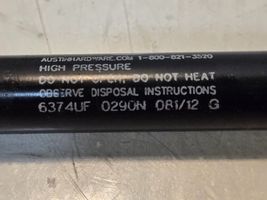 AUSTINHARDWARE.COM 1-800-821-3520
HIGH PRESSURE
DO NOT OPEN, DO NOT HEAT
OBSERVE DISPOSAL INSTRUCTIONS
6374UF 0290N 081/12 G